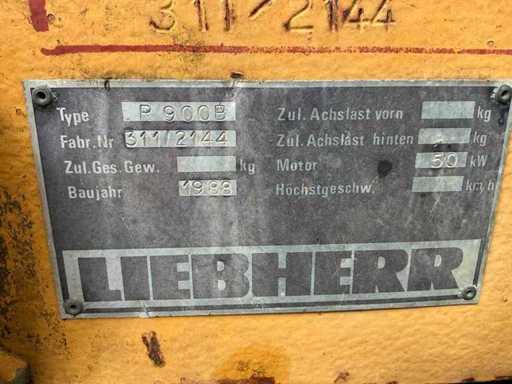 311/2144
Type R 900B Zul. Achslast vorn kg
Fabr.Nr 311/2144 Zul. Achslast hinten kg
Zul.Ges.Gew. kg Motor 50 kW
Baujahr 1988 Höchstgeschw. km/h
LIEBHERR